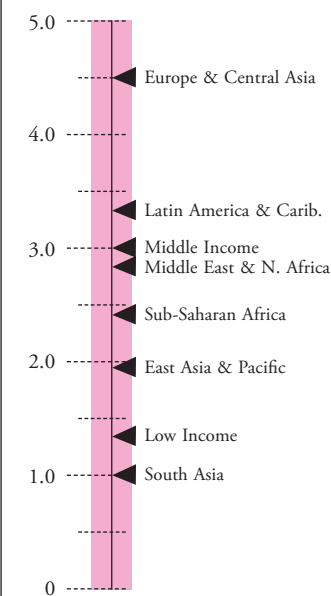 5.0
Europe & Central Asia
4.0
Latin America & Carib.
3.0
Middle Income
Middle East & N. Africa
Sub-Saharan Africa
2.0
East Asia & Pacific
Low Income
1.0
South Asia
0